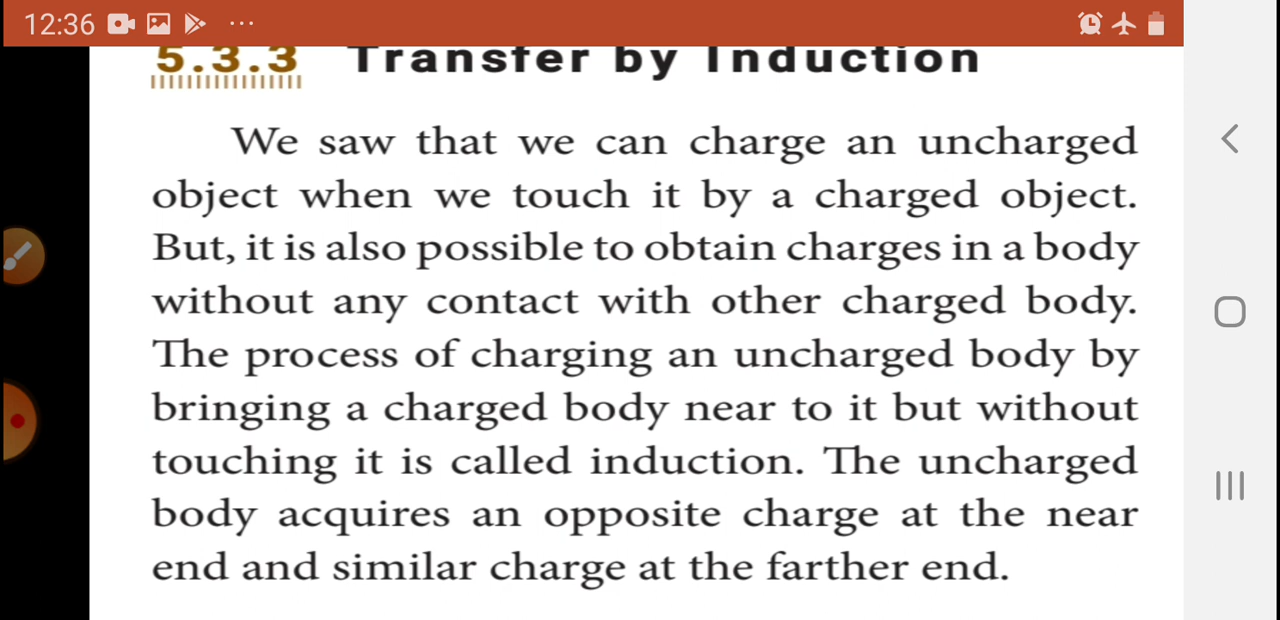 12:36
5.3.3 Transfer by Induction
We saw that we can charge an uncharged
object when we touch it by a charged object.
But, it is also possible to obtain charges in a body
without any contact with other charged body.
The process of charging an uncharged body by
bringing a charged body near to it but without
touching it is called induction. The uncharged
body acquires an opposite charge at the near
end and similar charge at the farther end.